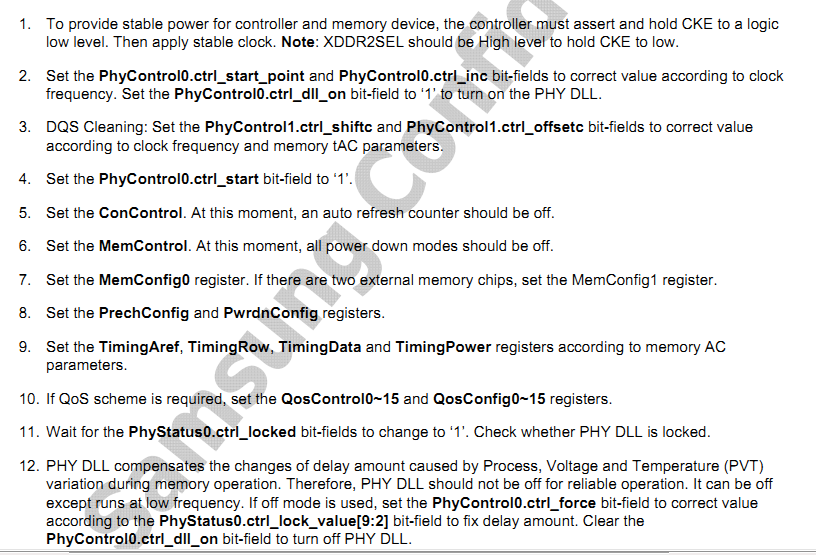 1. To provide stable power for controller and memory device, the controller must assert and hold CKE to a logic
low level. Then apply stable clock. Note: XDDR2SEL should be High level to hold CKE to low.
2. Set the PhyControl0.ctrl_start_point and PhyControl0.ctrl_inc bit-fields to correct value according to clock
frequency. Set the PhyControl0.ctrl_dll_on bit-field to ‘1’ to turn on the PHY DLL.
3. DQS Cleaning: Set the PhyControl1.ctrl_shiftc and PhyControl1.ctrl_offsetc bit-fields to correct value
according to clock frequency and memory tAC parameters.
4. Set the PhyControl0.ctrl_start bit-field to ‘1’.
5. Set the ConControl. At this moment, an auto refresh counter should be off.
6. Set the MemControl. At this moment, all power down modes should be off.
7. Set the MemConfig0 register. If there are two external memory chips, set the MemConfig1 register.
8. Set the PrechConfig and PwrdnConfig registers.
9. Set the TimingAref, TimingRow, TimingData and TimingPower registers according to memory AC
parameters.
10. If QoS scheme is required, set the QosControl0~15 and QosConfig0~15 registers.
11. Wait for the PhyStatus0.ctrl_locked bit-fields to change to ‘1’. Check whether PHY DLL is locked.
12. PHY DLL compensates the changes of delay amount caused by Process, Voltage and Temperature (PVT)
variation during memory operation. Therefore, PHY DLL should not be off for reliable operation. It can be off
except runs at low frequency. If off mode is used, set the PhyControl0.ctrl_force bit-field to correct value
according to the PhyStatus0.ctrl_lock_value[9:2] bit-field to fix delay amount. Clear the
PhyControl0.ctrl_dll_on bit-field to turn off PHY DLL.
Samsung Confid